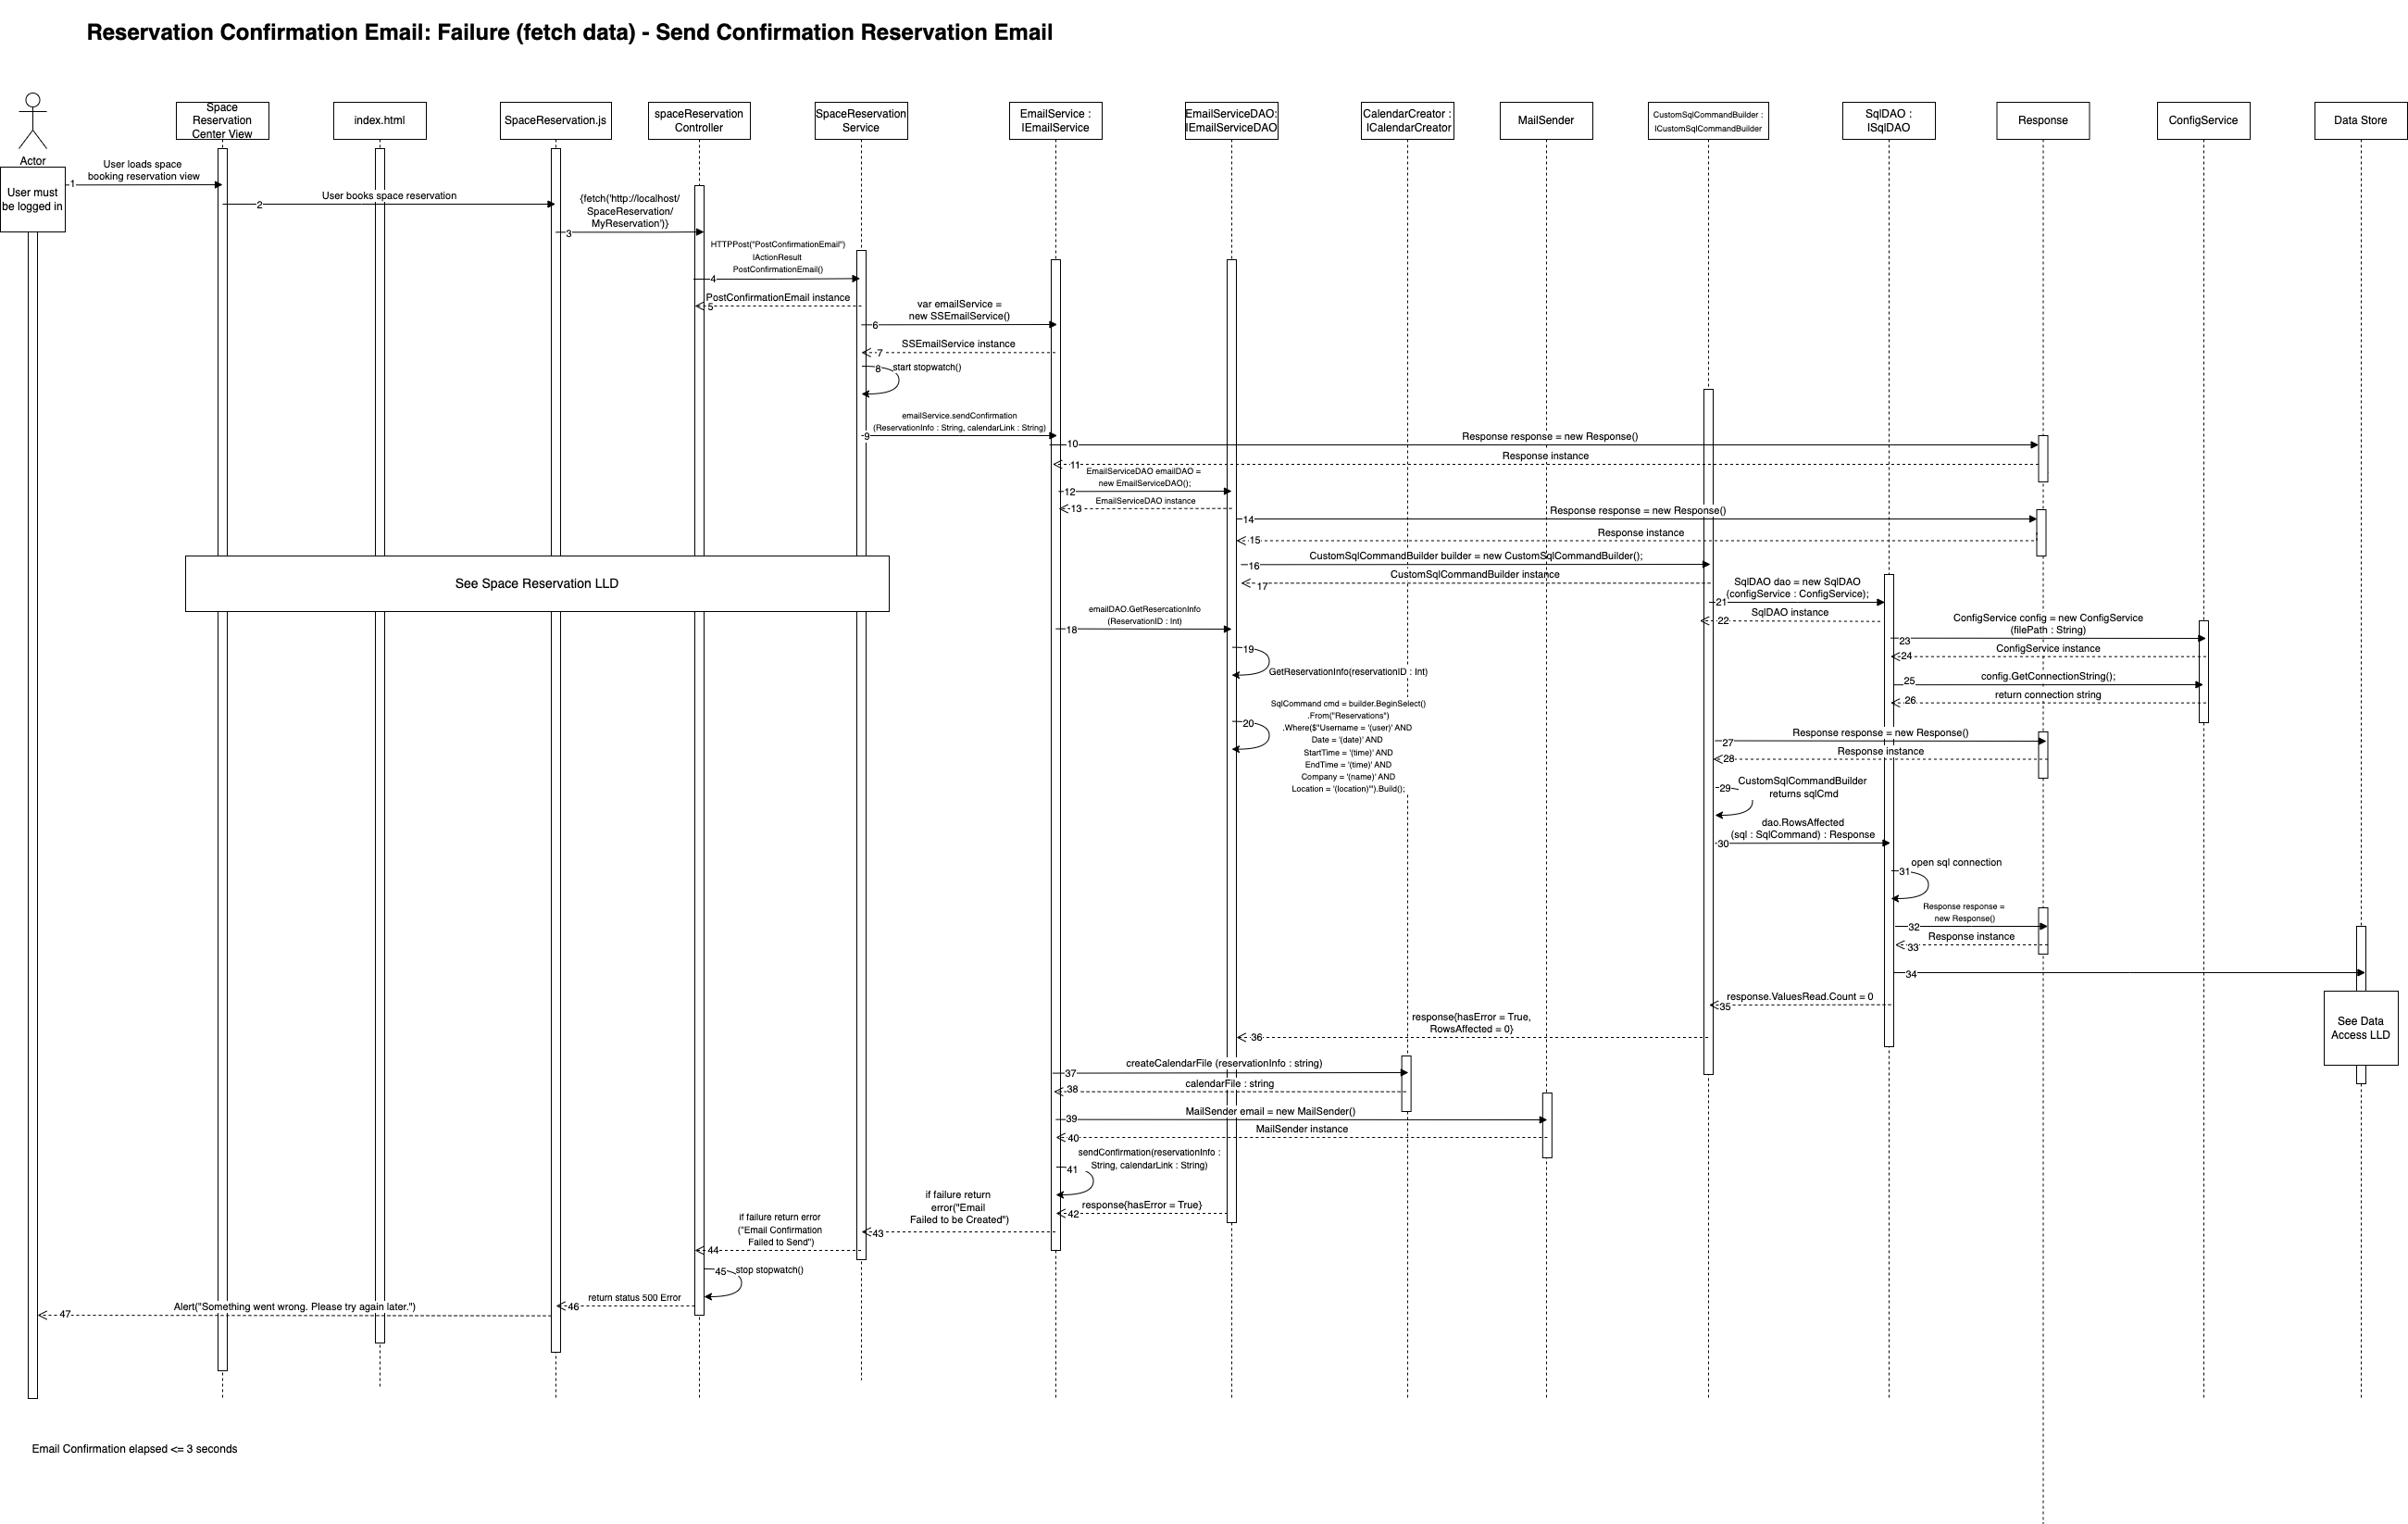 Reservation Confirmation Email: Failure (fetch data) - Send Confirmation Reservation Email
Actor
Space
Reservation
Center View
index.html
SpaceReservation.js
spaceReservation
Controller
SpaceReservation
Service
EmailService :
IEmailService
EmailServiceDAO:
IEmailServiceDAO
CalendarCreator :
ICalendarCreator
MailSender
CustomSqlCommandBuilder :
ICustomSqlCommandBuilder
SqlDAO :
ISqlDAO
Response
ConfigService
Data Store
User must
be logged in
1
User loads space
booking reservation view
2
User books space reservation
3
{fetch('http://localhost/
SpaceReservation/
MyReservation')}
4
HTTPPost("PostConfirmationEmail")
IActionResult
PostConfirmationEmail()
5
PostConfirmationEmail instance
6
var emailService =
new SSEmailService()
7
SSEmailService instance
8
start stopwatch()
9
emailService.sendConfirmation
(ReservationInfo : String, calendarLink : String)
10
Response response = new Response()
11
Response instance
12
EmailServiceDAO emailDAO =
new EmailServiceDAO();
13
EmailServiceDAO instance
14
Response response = new Response()
15
Response instance
16
CustomSqlCommandBuilder builder = new CustomSqlCommandBuilder();
17
CustomSqlCommandBuilder instance
See Space Reservation LLD
18
emailDAO.GetResercationInfo
(ReservationID : Int)
19
GetReservationInfo(reservationID : Int)
20
SqlCommand cmd = builder.BeginSelect()
.From("Reservations")
.Where($"Username = '(user)' AND
Date = '(date)' AND
StartTime = '(time)' AND
EndTime = '(time)' AND
Company = '(name)' AND
Location = '(location)'").Build();
21
SqlDAO dao = new SqlDAO
(configService : ConfigService);
22
SqlDAO instance
23
ConfigService config = new ConfigService
(filePath : String)
24
ConfigService instance
25
config.GetConnectionString();
26
return connection string
27
Response response = new Response()
28
Response instance
29
CustomSqlCommandBuilder
returns sqlCmd
30
dao.RowsAffected
(sql : SqlCommand) : Response
31
open sql connection
32
Response response =
new Response()
33
Response instance
34
35
response.ValuesRead.Count = 0
See Data
Access LLD
36
response{hasError = True,
RowsAffected = 0}
37
createCalendarFile (reservationInfo : string)
38
calendarFile : string
39
MailSender email = new MailSender()
40
MailSender instance
41
sendConfirmation(reservationInfo :
String, calendarLink : String)
42
response{hasError = True}
43
if failure return
error("Email
Failed to be Created")
44
if failure return error
("Email Confirmation
Failed to Send")
45
stop stopwatch()
46
return status 500 Error
47
Alert("Something went wrong. Please try again later.")
Email Confirmation elapsed <= 3 seconds